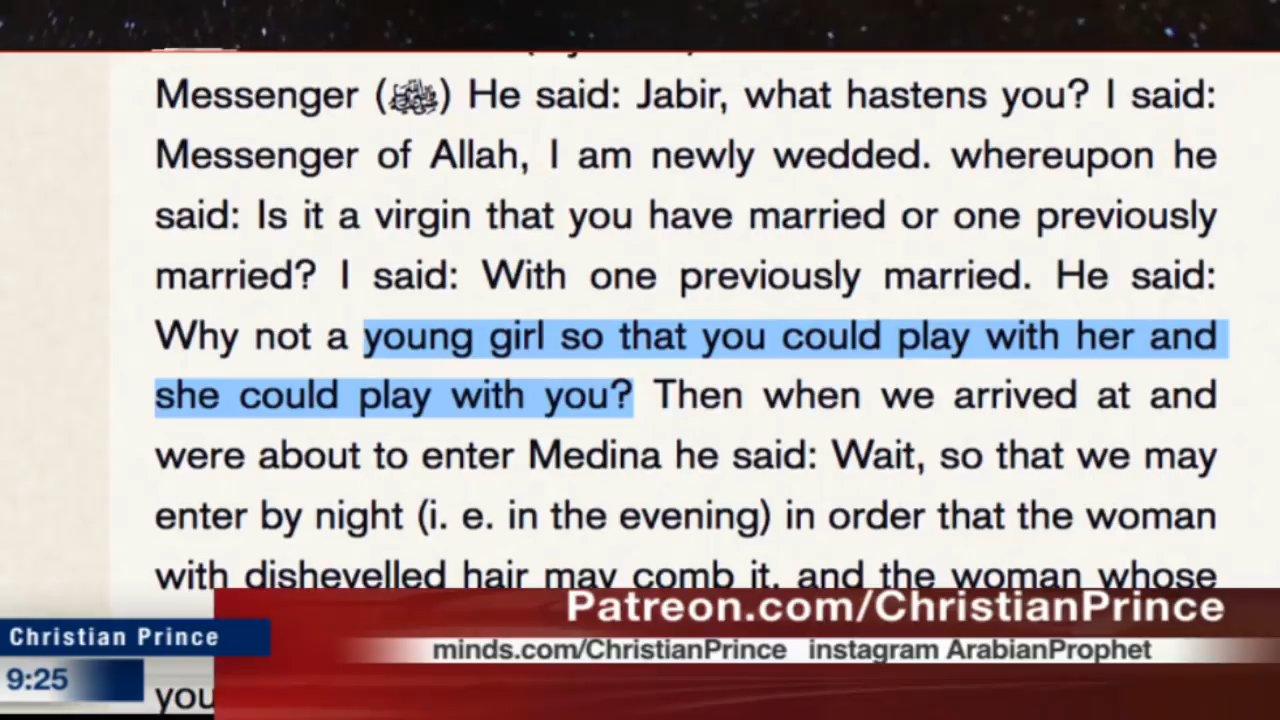 Messenger (ﷺ) He said: Jabir, what hastens you? I said:
Messenger of Allah, I am newly wedded. whereupon he
said: Is it a virgin that you have married or one previously
married? I said: With one previously married. He said:
Why not a young girl so that you could play with her and
she could play with you? Then when we arrived at and
were about to enter Medina he said: Wait, so that we may
enter by night (i. e. in the evening) in order that the woman
with dishevelled hair may comb it, and the woman whose
you
Patreon.com/ChristianPrince
Christian Prince
minds.com/ChristianPrince instagram ArabianProphet
9:25